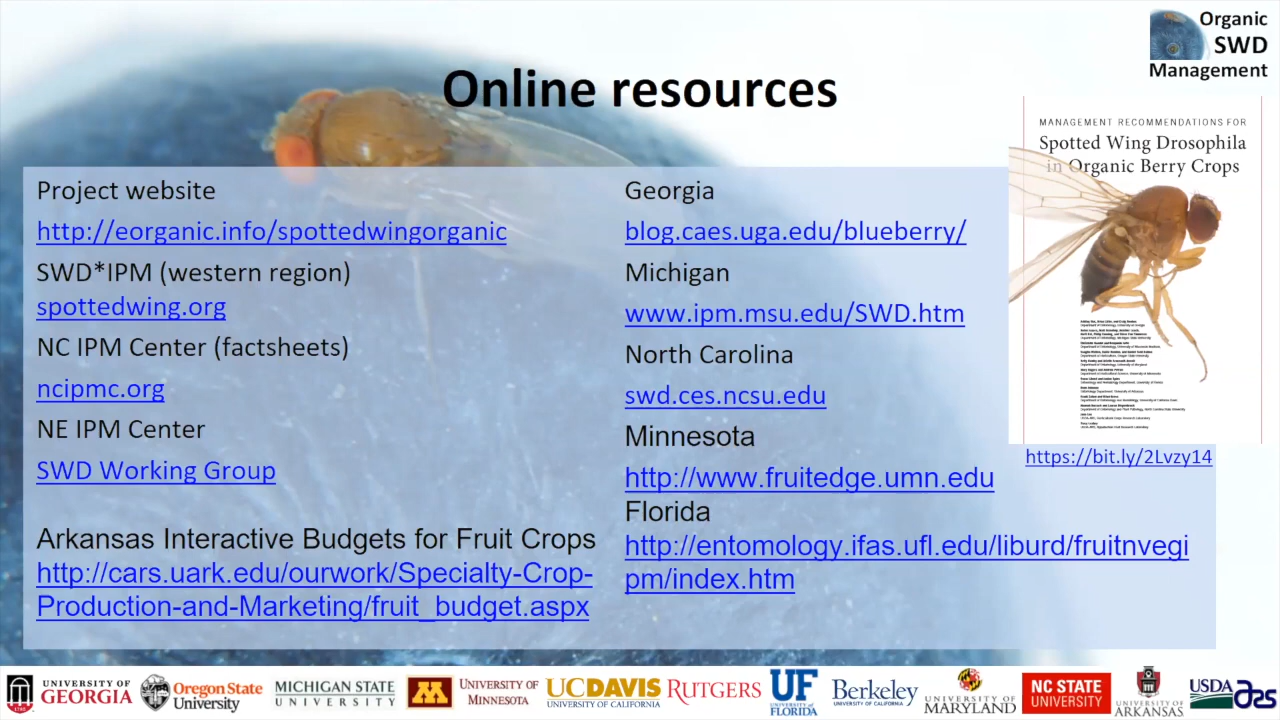 Organic
SWD
Management
Online resources
Project website
http://eorganic.info/spottedwingorganic
SWD*IPM (western region)
spottedwing.org
NC IPM Center (factsheets)
ncipmc.org
NE IPM Center
SWD Working Group
Arkansas Interactive Budgets for Fruit Crops
http://cars.uark.edu/ourwork/Specialty-Crop-
Production-and-Marketing/fruit_budget.aspx
Georgia
blog.caes.uga.edu/blueberry/
Michigan
www.ipm.msu.edu/SWD.htm
North Carolina
swd.ces.ncsu.edu
Minnesota
http://www.fruitedge.umn.edu
Florida
http://entomology.ifas.ufl.edu/liburd/fruitnvegi
pm/index.htm
MANAGEMENT RECOMMENDATIONS FOR
Spotted Wing Drosophila
in Organic Berry Crops
https://bit.ly/2Lvzy14
UNIVERSITY OF
GEORGIA
Oregon State
University
MICHIGAN STATE
UNIVERSITY
M
UNIVERSITY OF
MINNESOTA
UCDAVIS
UNIVERSITY OF CALIFORNIA
RUTGERS
UF
UNIVERSITY of
FLORIDA
Berkeley
UNIVERSITY OF CALIFORNIA
UNIVERSITY OF
MARYLAND
NC STATE
UNIVERSITY
UNIVERSITY OF
ARKANSAS
USDA